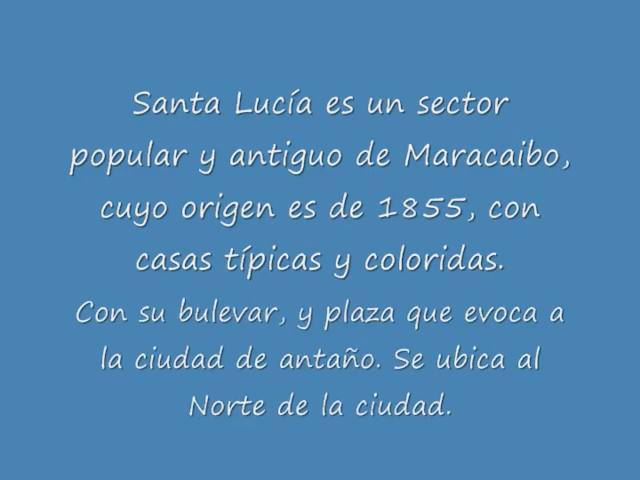 Santa Lucía es un sector
popular y antiguo de Maracaibo,
cuyo origen es de 1855, con
casas típicas y coloridas.
Con su bulevar, y plaza que evoca a
la ciudad de antaño. Se ubica al
Norte de la ciudad.